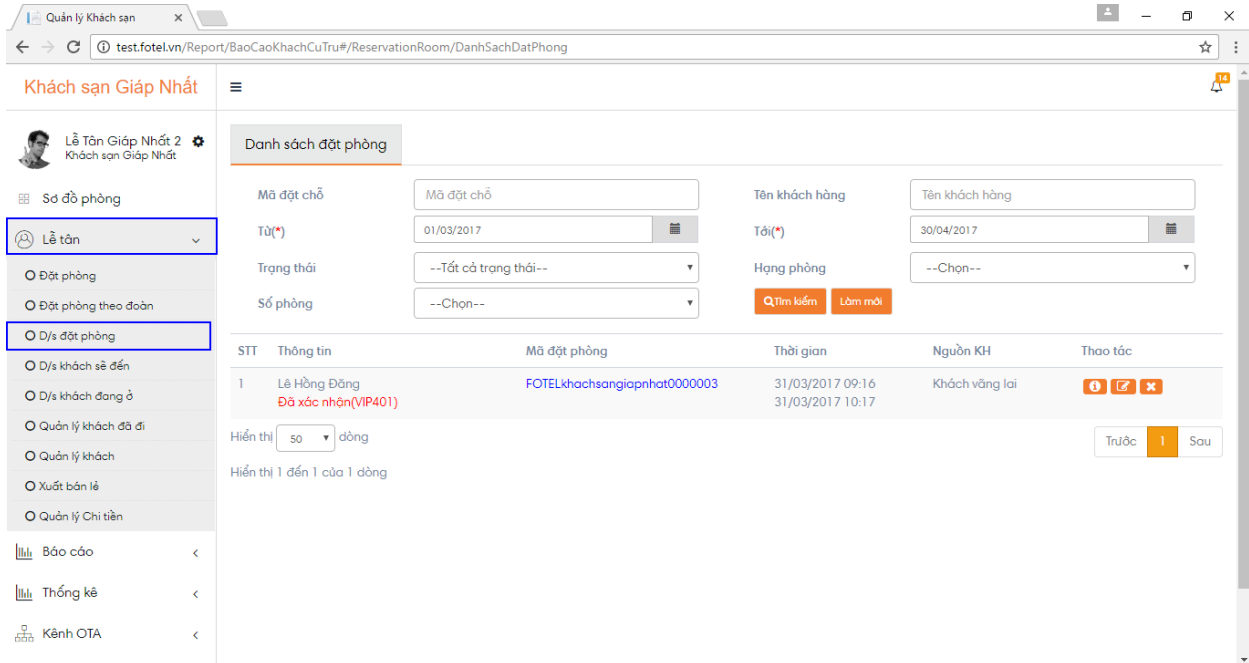 Quản lý Khách sạn
test.fotel.vn/Report/BaoCaoKhachCuTru#/ReservationRoom/DanhSachDatPhong
Khách sạn Giáp Nhất
14
Lễ Tân Giáp Nhất 2
Khách sạn Giáp Nhất
Sơ đồ phòng
Lễ tân
Đặt phòng
Đặt phòng theo đoàn
D/s đặt phòng
D/s khách sẽ đến
D/s khách đang ở
Quản lý khách đã đi
Quản lý khách
Xuất bán lẻ
Quản lý Chi tiền
Báo cáo
Thống kê
Kênh OTA
Danh sách đặt phòng
Mã đặt chỗ Mã đặt chỗ Tên khách hàng Tên khách hàng
Từ(*) 01/03/2017 Tới(*) 30/04/2017
Trạng thái --Tất cả trạng thái-- Hạng phòng --Chọn--
Số phòng --Chọn-- Tìm kiếm Làm mới
STT Thông tin Mã đặt phòng Thời gian Nguồn KH Thao tác
1 Lê Hồng Đăng FOTELkhachsangiapnhat0000003 31/03/2017 09:16 Khách vãng lai
Đã xác nhận(VIP401) 31/03/2017 10:17
Hiển thị 50 dòng Trước 1 Sau
Hiển thị 1 đến 1 của 1 dòng